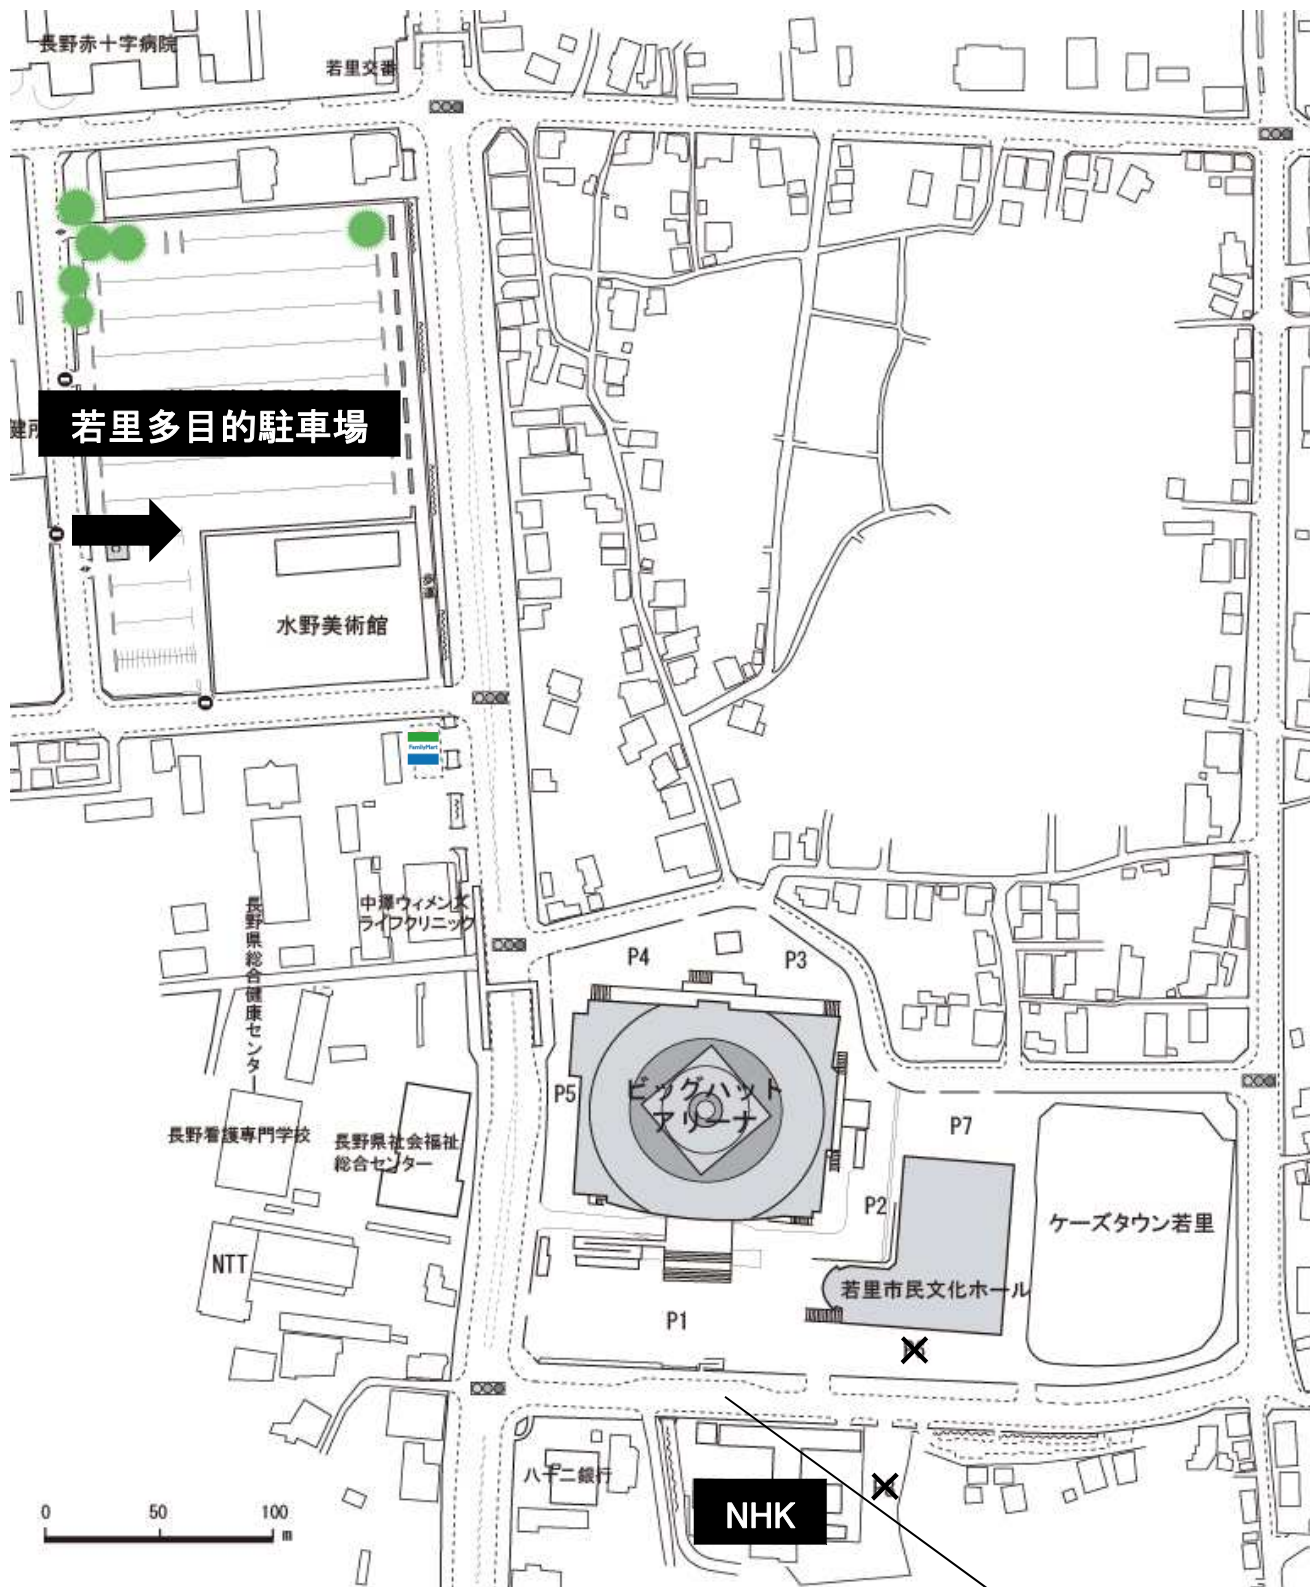 長野赤十字病院
若里交番
若里多目的駐車場
水野美術館
FamilyMart
中澤ウィメンズ
ライフクリニック
長野県総合健康センター
P4
P3
P5
ビッグハット
アリーナ
P7
長野看護専門学校
長野県社会福祉
総合センター
P2
ケーズタウン若里
NTT
若里市民文化ホール
P1
八十二銀行
NHK
0
50
100
m